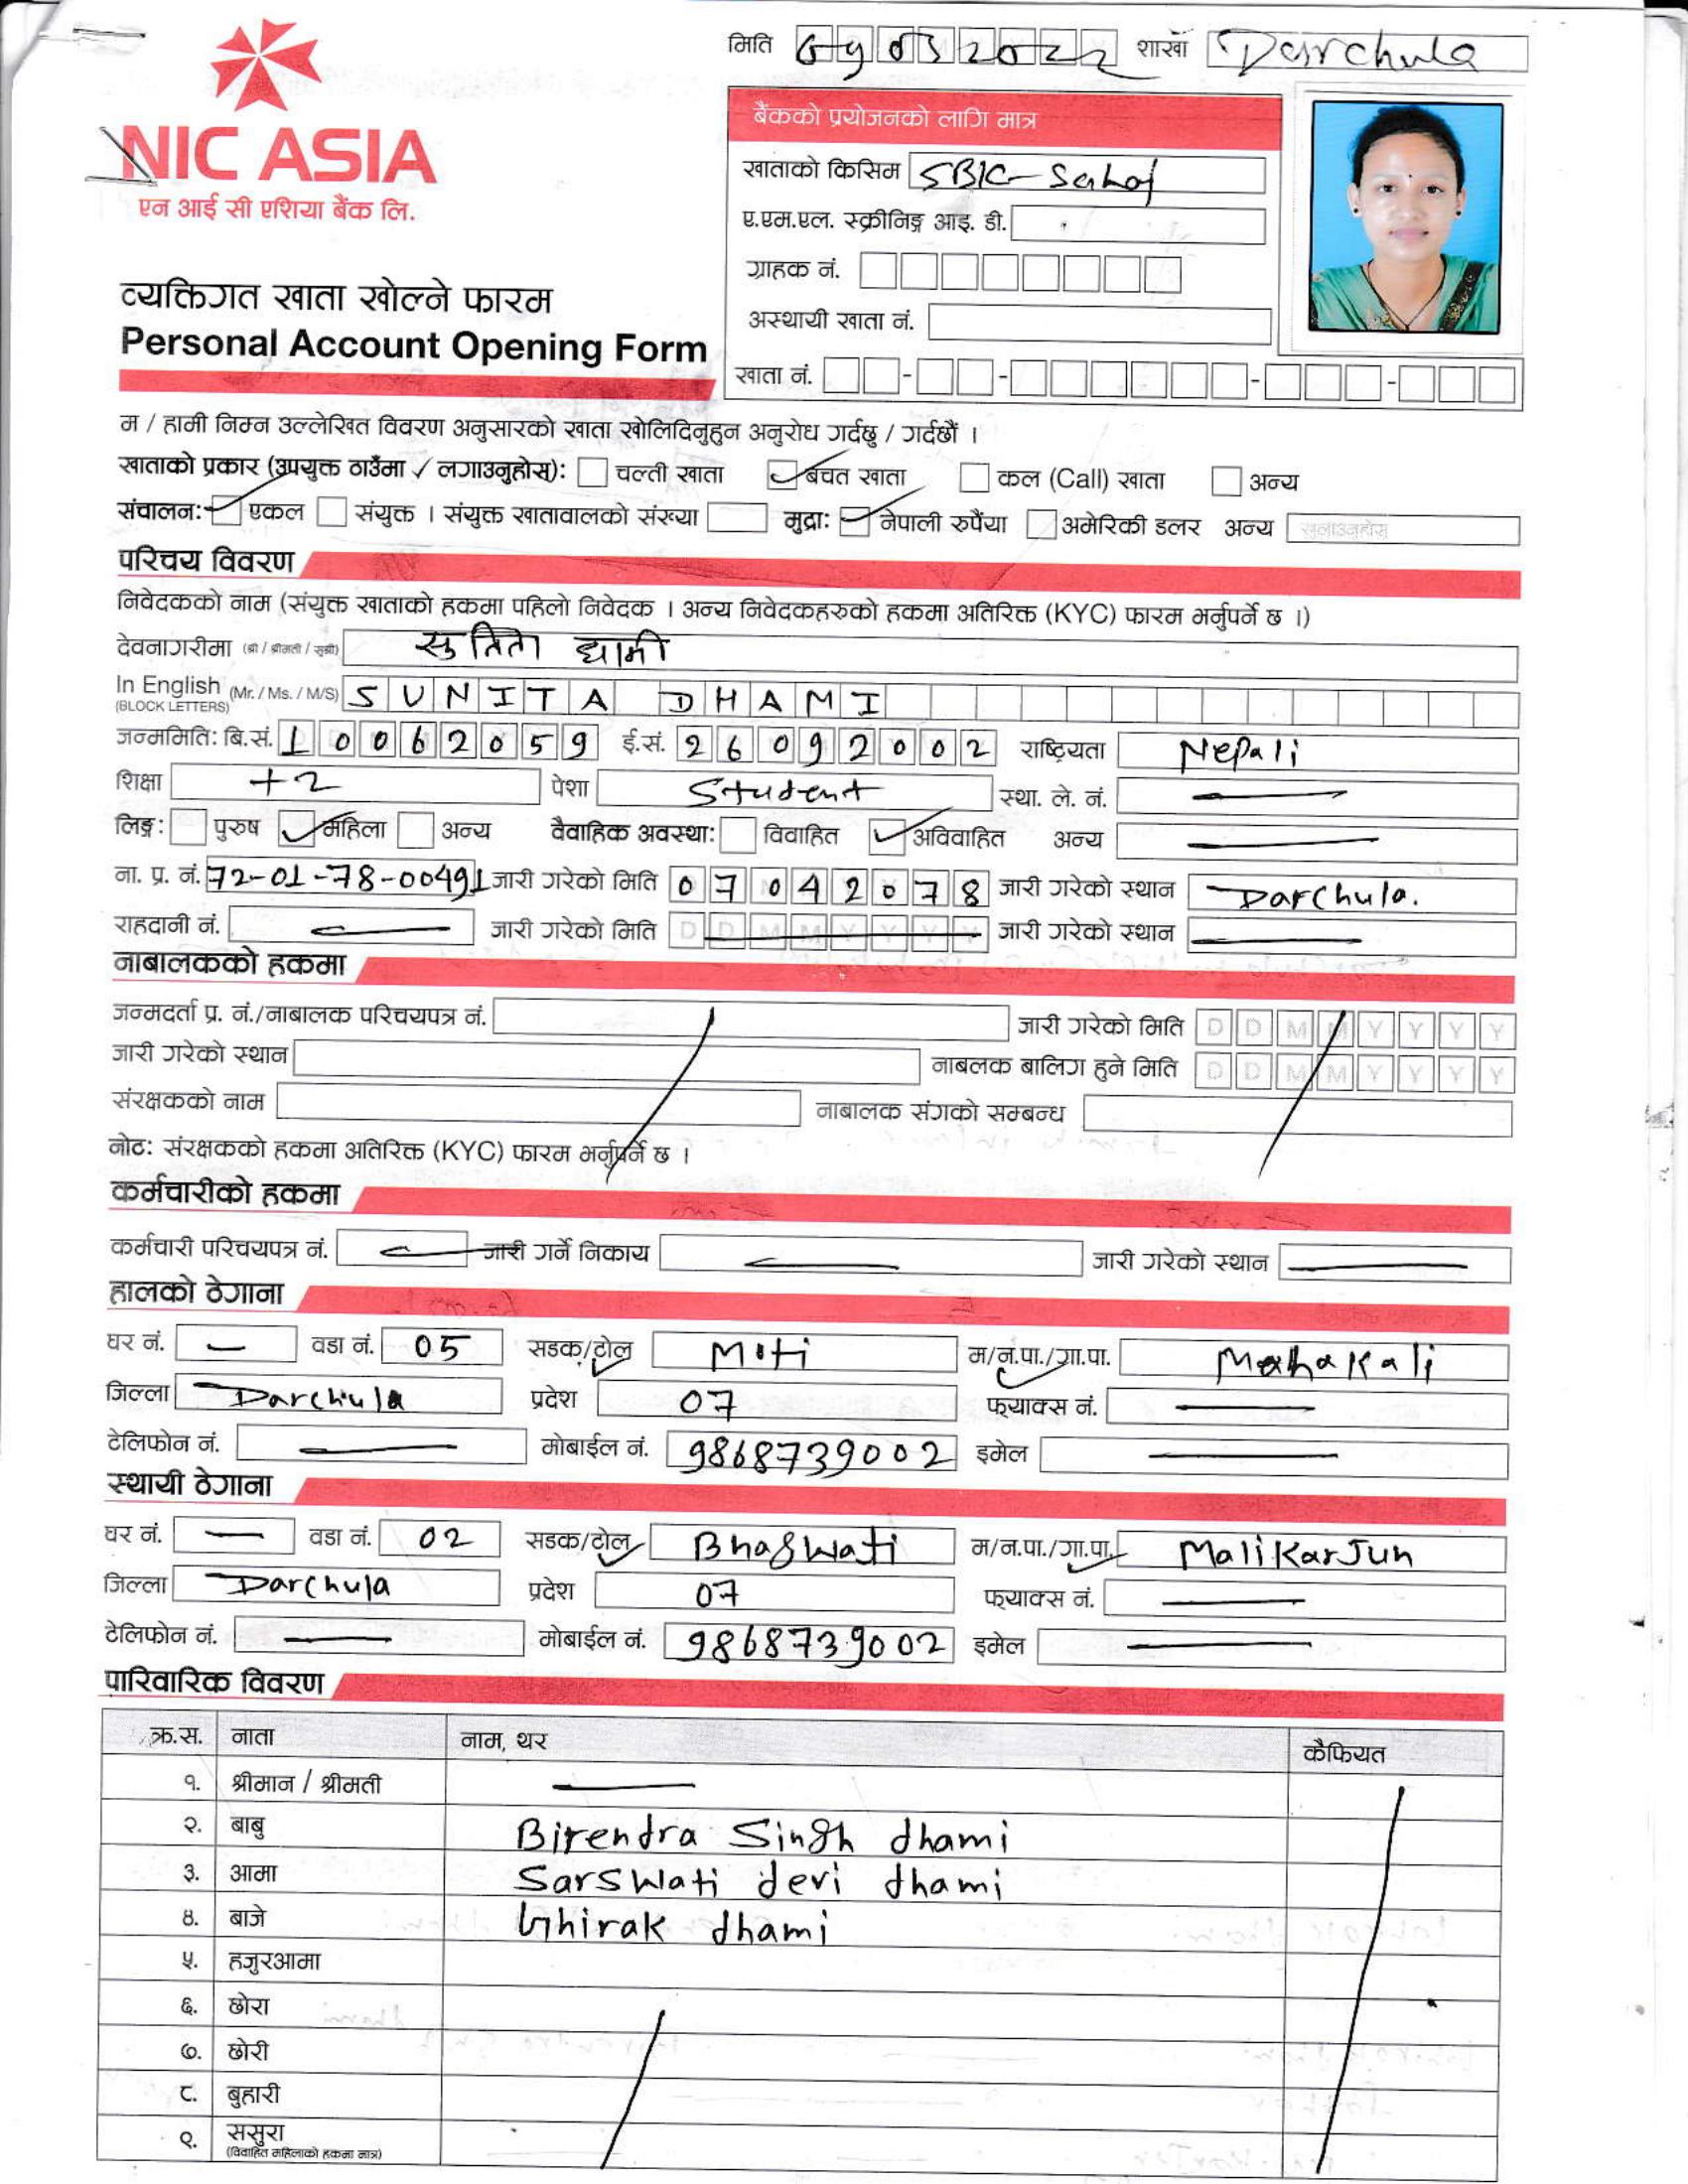 मिति 09032022 शाखा Darchula
NIC ASIA
एन आई सी एशिया बैंक लि.
बैंकको प्रयोजनको लागि मात्र
खाताको किसिम SBIC-Sahaj
ए.एम.एल. स्क्रीनिङ्ग आइ. डी.
ग्राहक नं.
अस्थायी खाता नं.
खाता नं.
व्यक्तिगत खाता खोल्ने फारम
Personal Account Opening Form
म / हामी निम्न उल्लेखित विवरण अनुसारको खाता खोलिदिनुहुन अनुरोध गर्दछु / गर्दछौं ।
खाताको प्रकार (उपयुक्त ठाउँमा ✓ लगाउनुहोस्): चल्ती खाता ✓ बचत खाता कल (Call) खाता अन्य
संचालन: ✓ एकल संयुक्त । संयुक्त खातावालको संख्या मुद्रा: ✓ नेपाली रुपैंया अमेरिकी डलर अन्य खुलाउनुहोस्
परिचय विवरण
निवेदकको नाम (संयुक्त खाताको हकमा पहिलो निवेदक । अन्य निवेदकहरुको हकमा अतिरिक्त (KYC) फारम भर्नुपर्ने छ ।)
देवनागरीमा (श्री / श्रीमती / सुश्री) सुनिता धामी
In English (Mr. / Ms. / M/S) SUNITA DHAMI
(BLOCK LETTERS)
जन्ममिति: बि.सं. 10062059 ई.सं. 26092002 राष्ट्रियता Nepali
शिक्षा +2 पेशा Student स्था. ले. नं.
लिङ्ग: पुरुष ✓ महिला अन्य वैवाहिक अवस्था: विवाहित ✓ अविवाहित अन्य
ना. प्र. नं. 72-01-78-00491 जारी गरेको मिति 07042078 जारी गरेको स्थान Darchula.
राहदानी नं. जारी गरेको मिति DDMMYYYY जारी गरेको स्थान
नाबालकको हकमा
जन्मदर्ता प्र. नं./नाबालक परिचयपत्र नं. जारी गरेको मिति DDMMYYYY
जारी गरेको स्थान नाबलक बालिग हुने मिति DDMMYYYY
संरक्षकको नाम नाबालक संगको सम्बन्ध
नोट: संरक्षकको हकमा अतिरिक्त (KYC) फारम भर्नुपर्ने छ ।
कर्मचारीको हकमा
कर्मचारी परिचयपत्र नं. जारी गर्ने निकाय जारी गरेको स्थान
हालको ठेगाना
घर नं. - वडा नं. 05 सडक/टोल Miti म/न.पा./गा.पा. Mahakali
जिल्ला Darchula प्रदेश 07 फ्याक्स नं.
टेलिफोन नं. मोबाईल नं. 9868739002 इमेल
स्थायी ठेगाना
घर नं. - वडा नं. 02 सडक/टोल Bhagwati म/न.पा./गा.पा. MaliKarJun
जिल्ला Darchula प्रदेश 07 फ्याक्स नं.
टेलिफोन नं. मोबाईल नं. 9868739002 इमेल
पारिवारिक विवरण
क्र.स. नाता नाम, थर कैफियत
१. श्रीमान / श्रीमती
२. बाबु Birendra Singh dhami
३. आमा Sarswati devi dhami
४. बाजे Ghirak dhami
५. हजुरआमा
६. छोरा
७. छोरी
८. बुहारी
९. ससुरा
(विवाहित महिलाको हकमा मात्र)